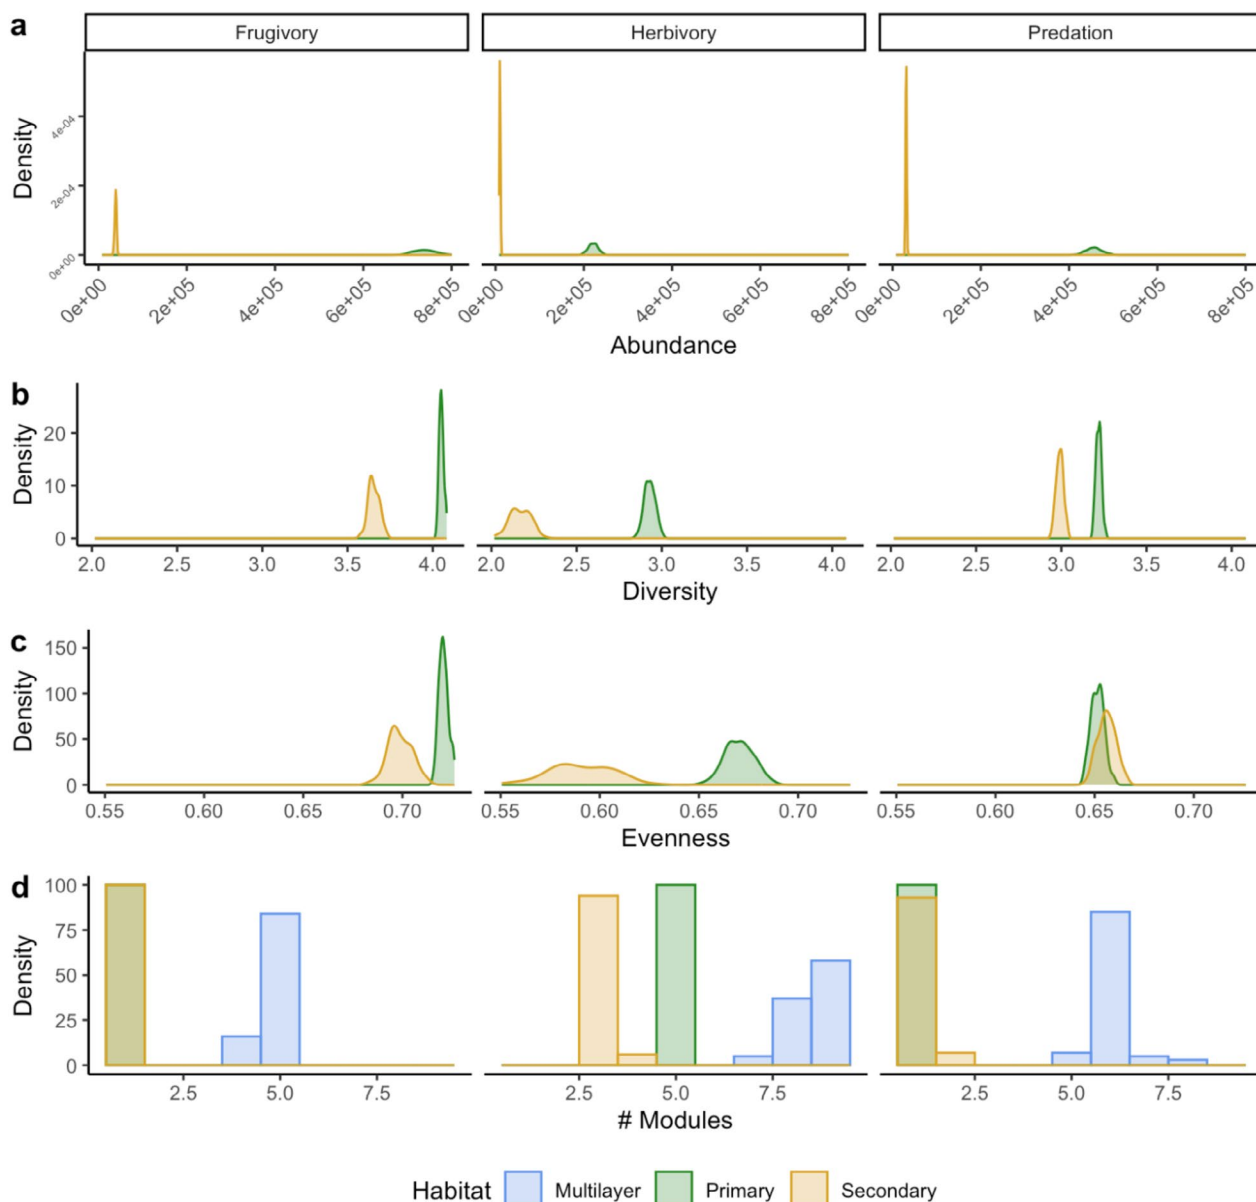 a
Frugivory Herbivory Predation
Density
4e-04
2e-04
0e+00
0e+00 2e+05 4e+05 6e+05 8e+05 0e+00 2e+05 4e+05 6e+05 8e+05 0e+00 2e+05 4e+05 6e+05 8e+05
Abundance
b
Density
20
10
0
2.0 2.5 3.0 3.5 4.0 2.0 2.5 3.0 3.5 4.0 2.0 2.5 3.0 3.5 4.0
Diversity
c
Density
150
100
50
0
0.55 0.60 0.65 0.70 0.55 0.60 0.65 0.70 0.55 0.60 0.65 0.70
Evenness
d
Density
100
75
50
25
0
2.5 5.0 7.5 2.5 5.0 7.5 2.5 5.0 7.5
# Modules
Habitat Multilayer Primary Secondary